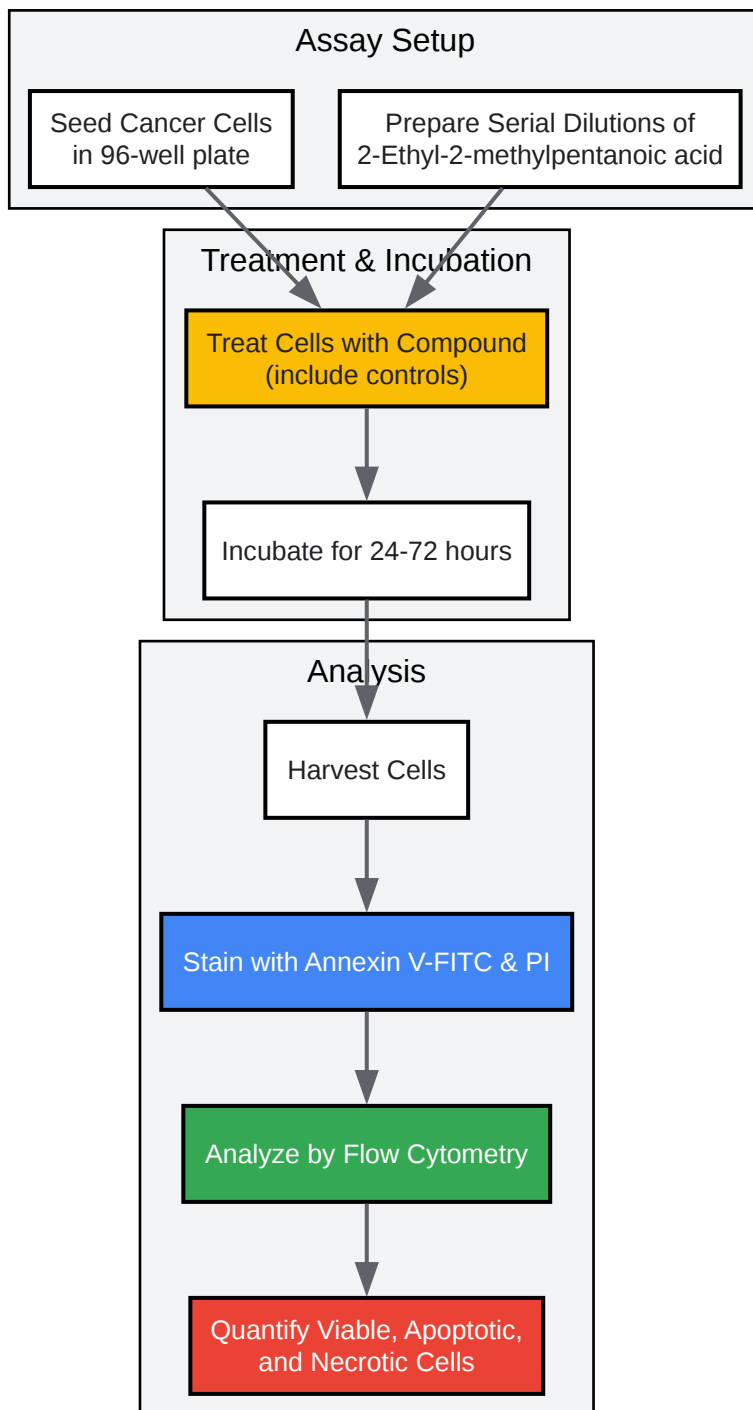 Assay Setup
Seed Cancer Cells
in 96-well plate
Prepare Serial Dilutions of
2-Ethyl-2-methylpentanoic acid
Treatment & Incubation
Treat Cells with Compound
(include controls)
Incubate for 24-72 hours
Analysis
Harvest Cells
Stain with Annexin V-FITC & PI
Analyze by Flow Cytometry
Quantify Viable, Apoptotic,
and Necrotic Cells